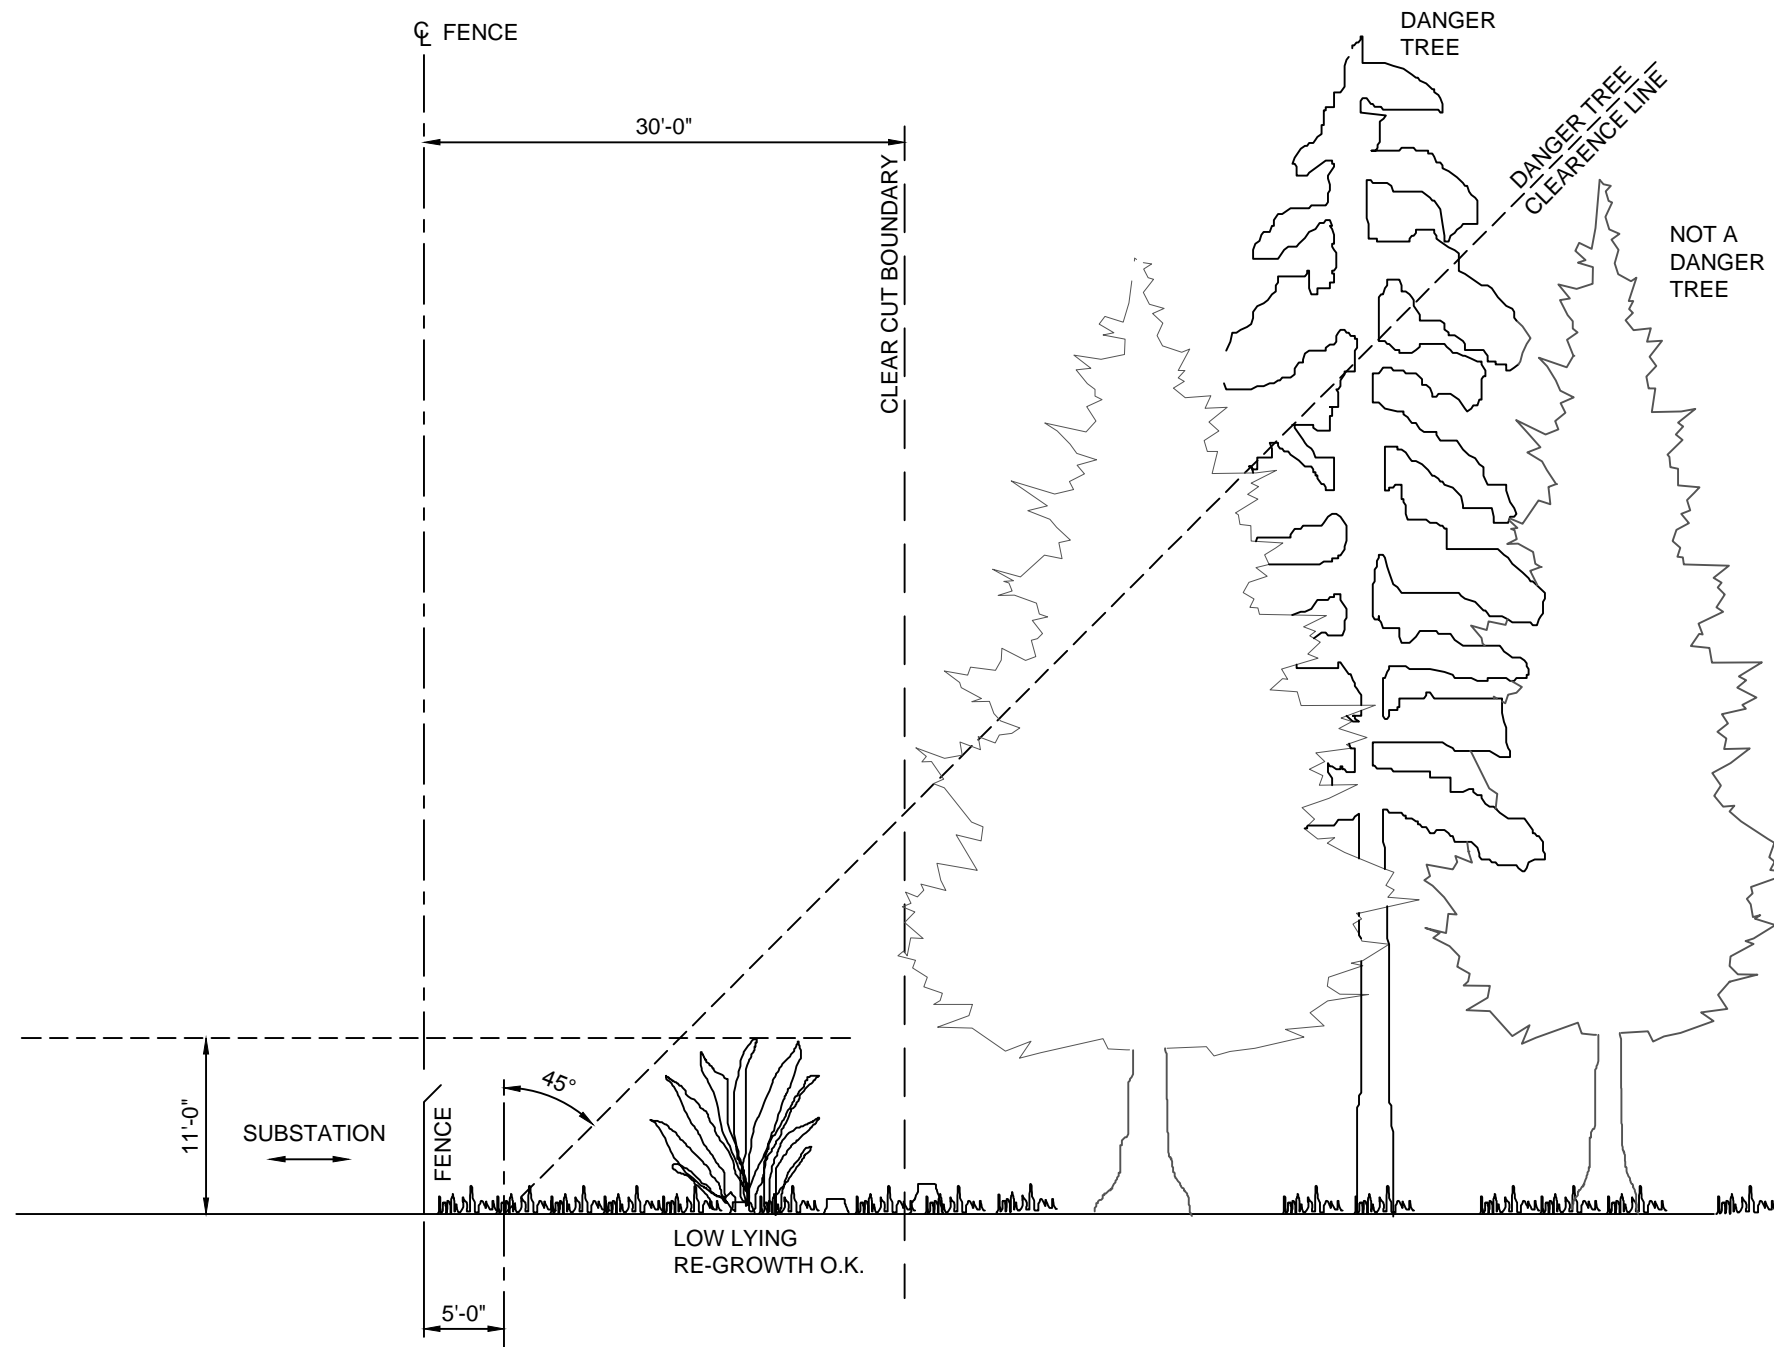 ℄ FENCE
DANGER
TREE
30'-0"
DANGER TREE
CLEARENCE LINE
CLEAR CUT BOUNDARY
NOT A
DANGER
TREE
45°
11'-0"
SUBSTATION
FENCE
LOW LYING
RE-GROWTH O.K.
5'-0"